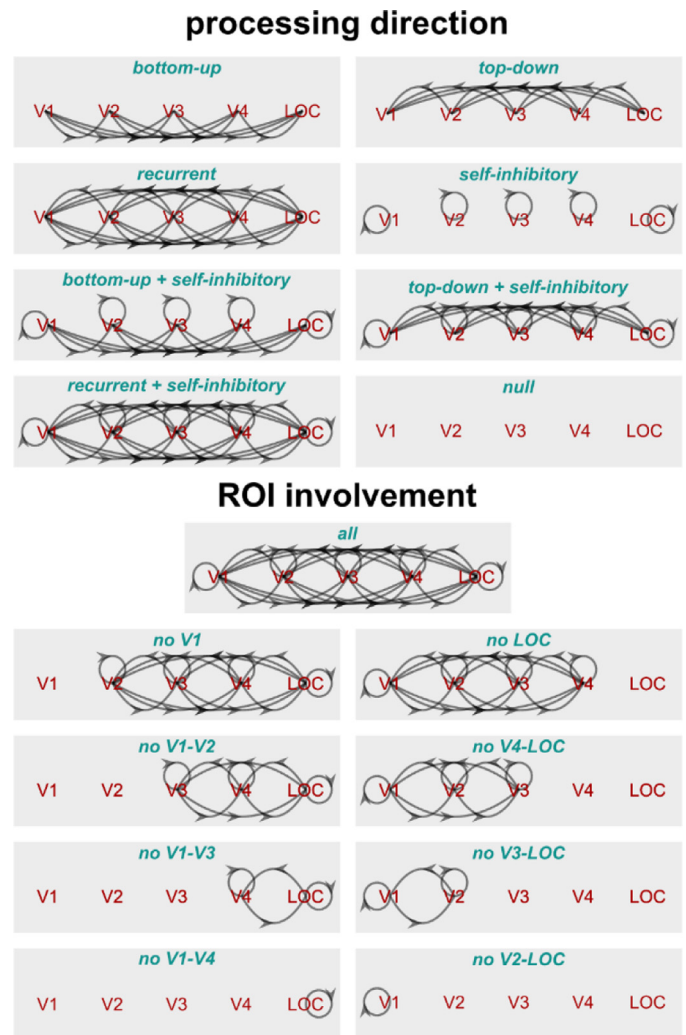 processing direction
bottom-up top-down
V1 V2 V3 V4 LOC V1 V2 V3 V4 LOC
recurrent self-inhibitory
V1 V2 V3 V4 LOC V1 V2 V3 V4 LOC
bottom-up + self-inhibitory top-down + self-inhibitory
V1 V2 V3 V4 LOC V1 V2 V3 V4 LOC
recurrent + self-inhibitory null
V1 V2 V3 V4 LOC V1 V2 V3 V4 LOC
ROI involvement
all
V1 V2 V3 V4 LOC
no V1 no LOC
V1 V2 V3 V4 LOC V1 V2 V3 V4 LOC
no V1-V2 no V4-LOC
V1 V2 V3 V4 LOC V1 V2 V3 V4 LOC
no V1-V3 no V3-LOC
V1 V2 V3 V4 LOC V1 V2 V3 V4 LOC
no V1-V4 no V2-LOC
V1 V2 V3 V4 LOC V1 V2 V3 V4 LOC